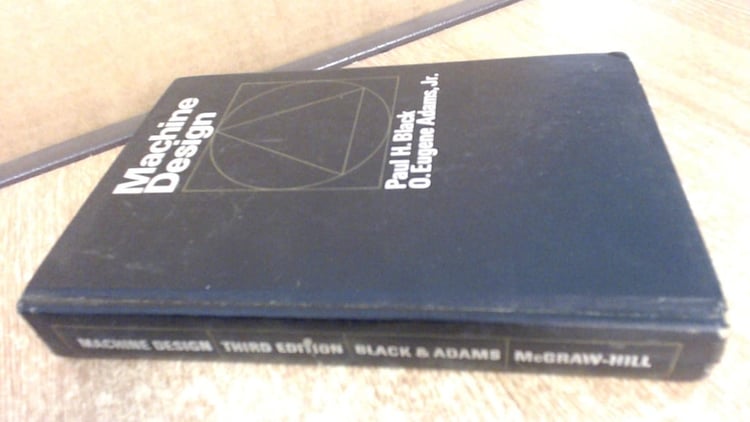 Machine
Design
Paul H. Black
O. Eugene Adams, Jr.
MACHINE DESIGN THIRD EDITION BLACK & ADAMS McGRAW-HILL